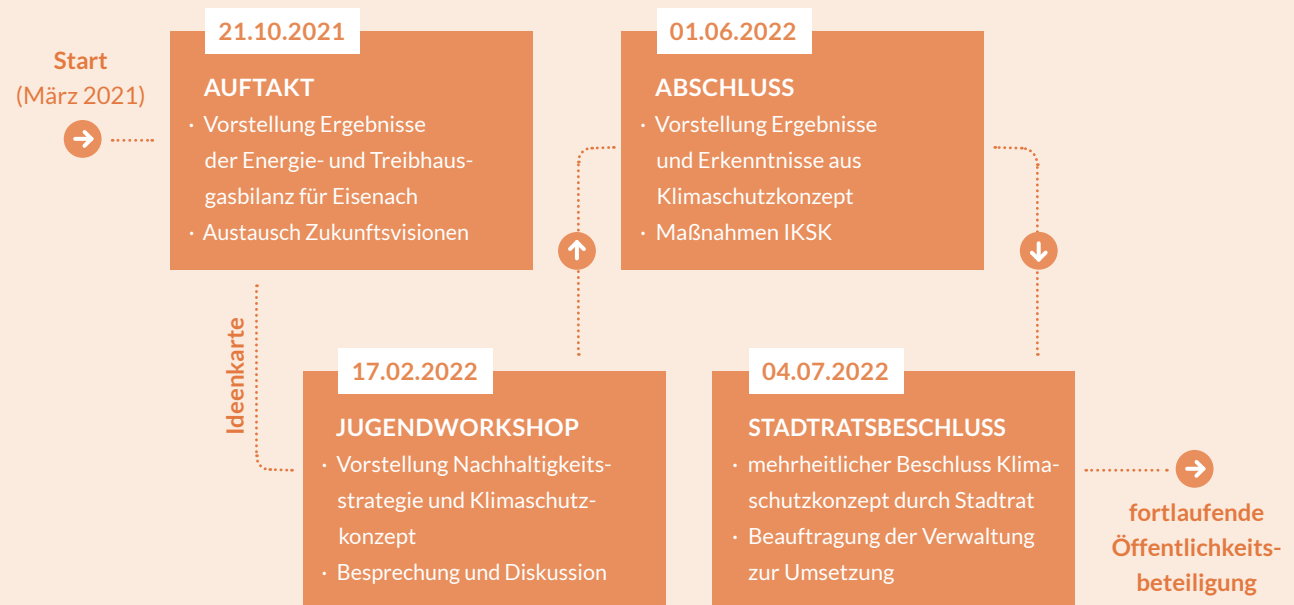 Start
(März 2021)
21.10.2021
AUFTAKT
· Vorstellung Ergebnisse
der Energie- und Treibhaus-
gasbilanz für Eisenach
· Austausch Zukunftsvisionen
Ideenkarte
17.02.2022
JUGENDWORKSHOP
· Vorstellung Nachhaltigkeits-
strategie und Klimaschutz-
konzept
· Besprechung und Diskussion
01.06.2022
ABSCHLUSS
· Vorstellung Ergebnisse
und Erkenntnisse aus
Klimaschutzkonzept
· Maßnahmen IKSK
04.07.2022
STADTRATSBESCHLUSS
· mehrheitlicher Beschluss Klima-
schutzkonzept durch Stadtrat
· Beauftragung der Verwaltung
zur Umsetzung
fortlaufende
Öffentlichkeits-
beteiligung